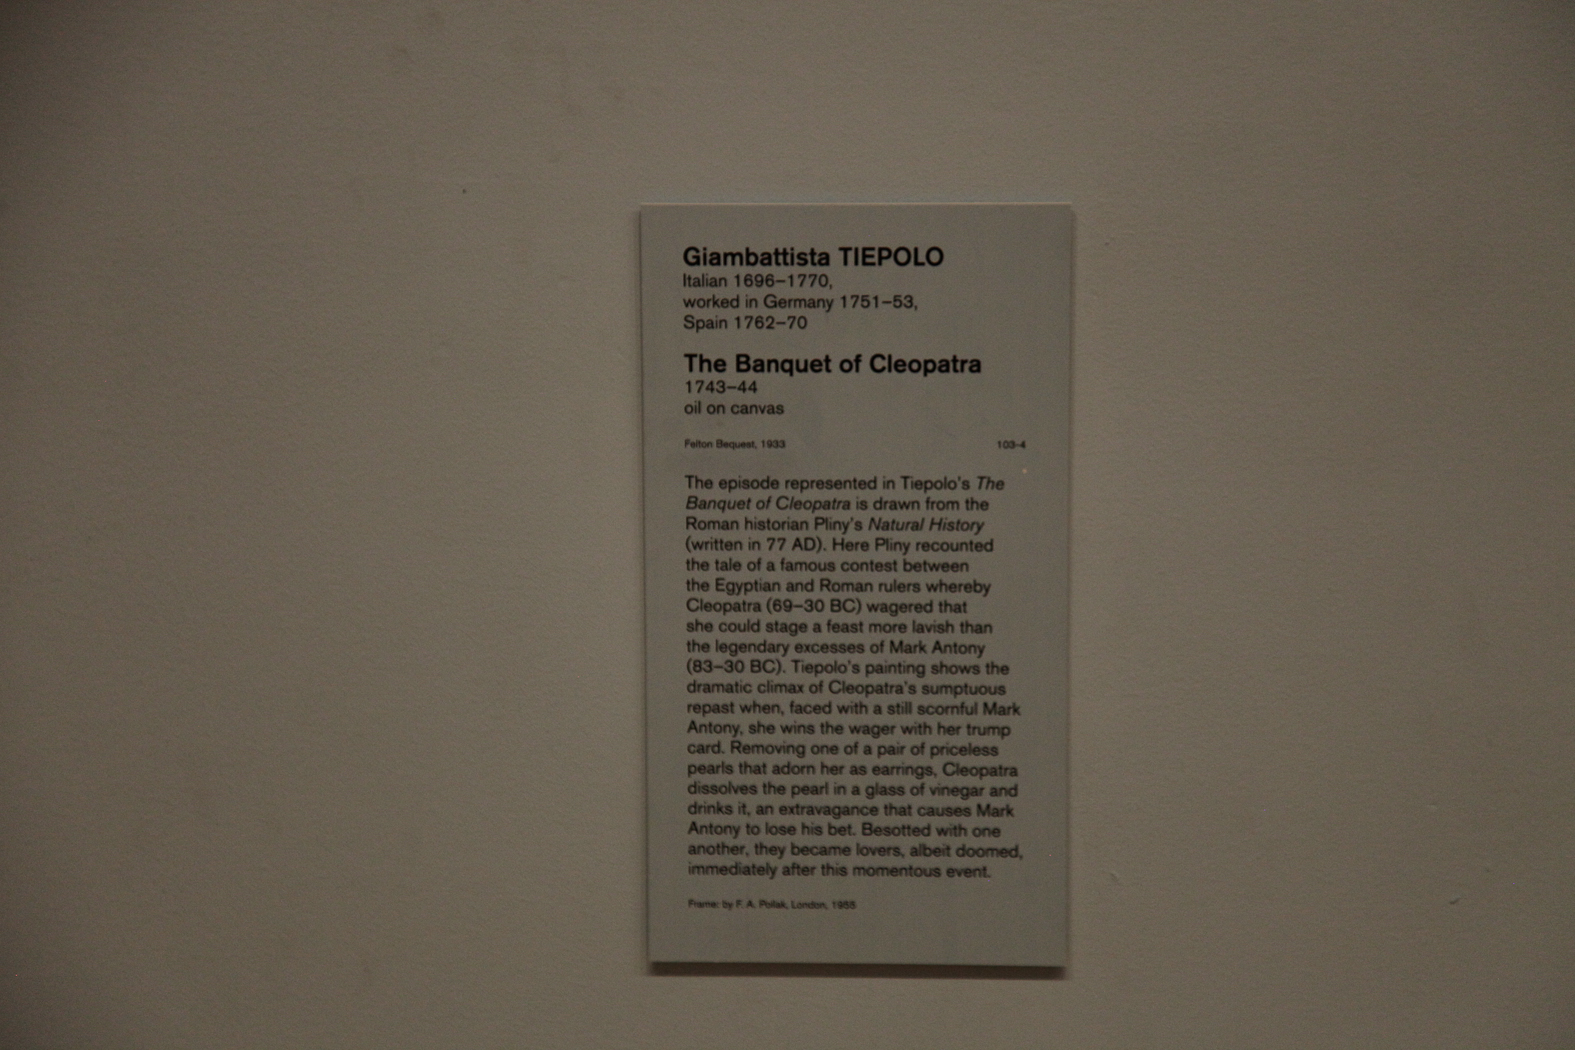 Giambattista TIEPOLO
Italian 1696–1770,
worked in Germany 1751–53,
Spain 1762–70
The Banquet of Cleopatra
1743–44
oil on canvas
Felton Bequest, 1933 103-4
The episode represented in Tiepolo's The
Banquet of Cleopatra is drawn from the
Roman historian Pliny's Natural History
(written in 77 AD). Here Pliny recounted
the tale of a famous contest between
the Egyptian and Roman rulers whereby
Cleopatra (69–30 BC) wagered that
she could stage a feast more lavish than
the legendary excesses of Mark Antony
(83–30 BC). Tiepolo's painting shows the
dramatic climax of Cleopatra's sumptuous
repast when, faced with a still scornful Mark
Antony, she wins the wager with her trump
card. Removing one of a pair of priceless
pearls that adorn her as earrings, Cleopatra
dissolves the pearl in a glass of vinegar and
drinks it, an extravagance that causes Mark
Antony to lose his bet. Besotted with one
another, they became lovers, albeit doomed,
immediately after this momentous event.
Frame: by F. A. Pollak, London, 1955